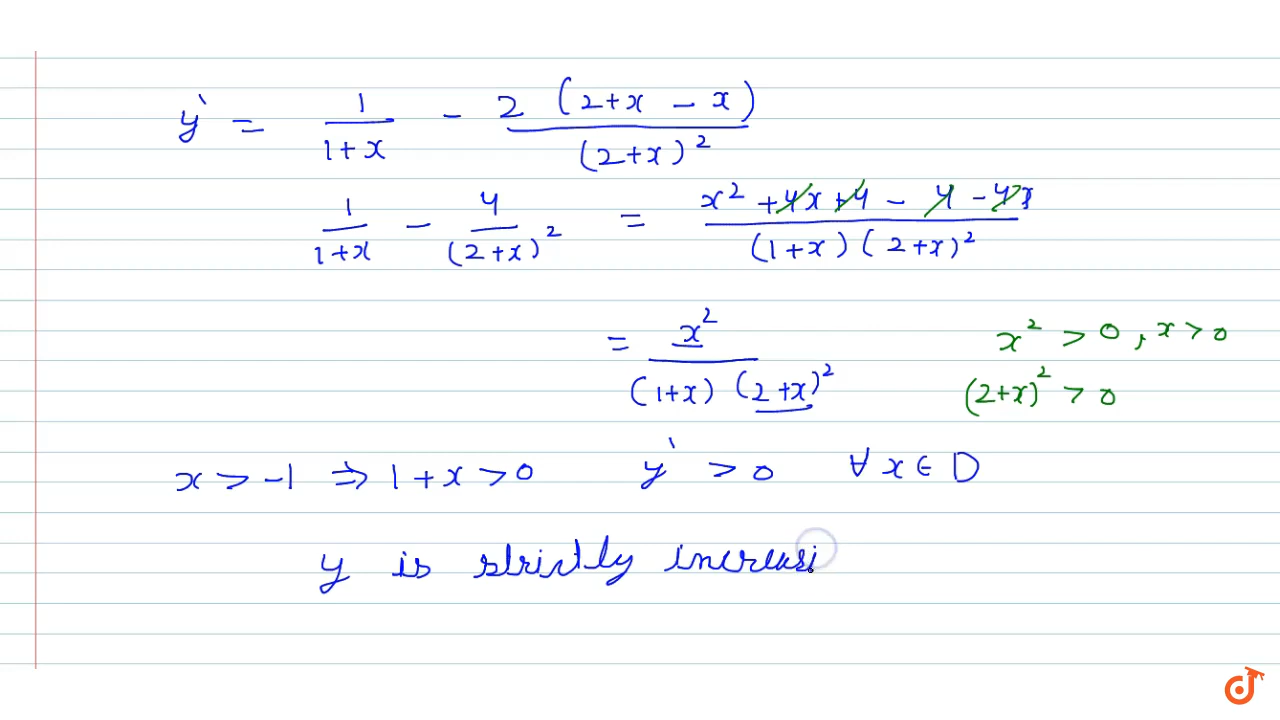 y' = 1/(1+x) - 2(2+x-x)/(2+x)²
1/(1+x) - 4/(2+x)² = (x² + 4x + 4 - 4 - 4x)/((1+x)(2+x)²)
= x²/((1+x)(2+x)²)
x² > 0, x > 0
(2+x)² > 0
x > -1 ⇒ 1+x > 0 y' > 0 ∀ x ∈ D
y is strictly increasi